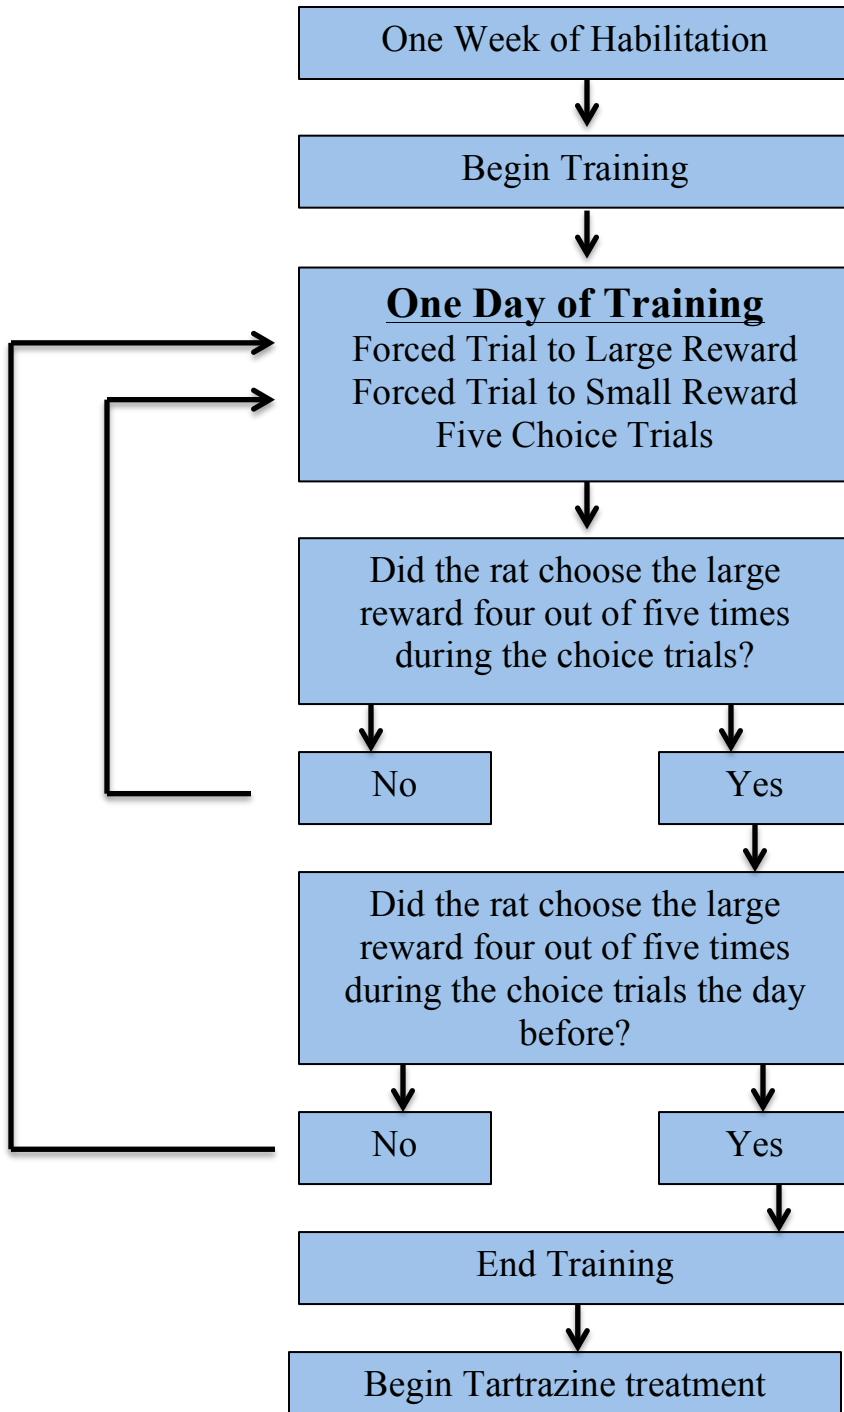 One Week of Habilitation
Begin Training
One Day of Training
Forced Trial to Large Reward
Forced Trial to Small Reward
Five Choice Trials
Did the rat choose the large
reward four out of five times
during the choice trials?
No
Yes
Did the rat choose the large
reward four out of five times
during the choice trials the day
before?
No
Yes
End Training
Begin Tartrazine treatment